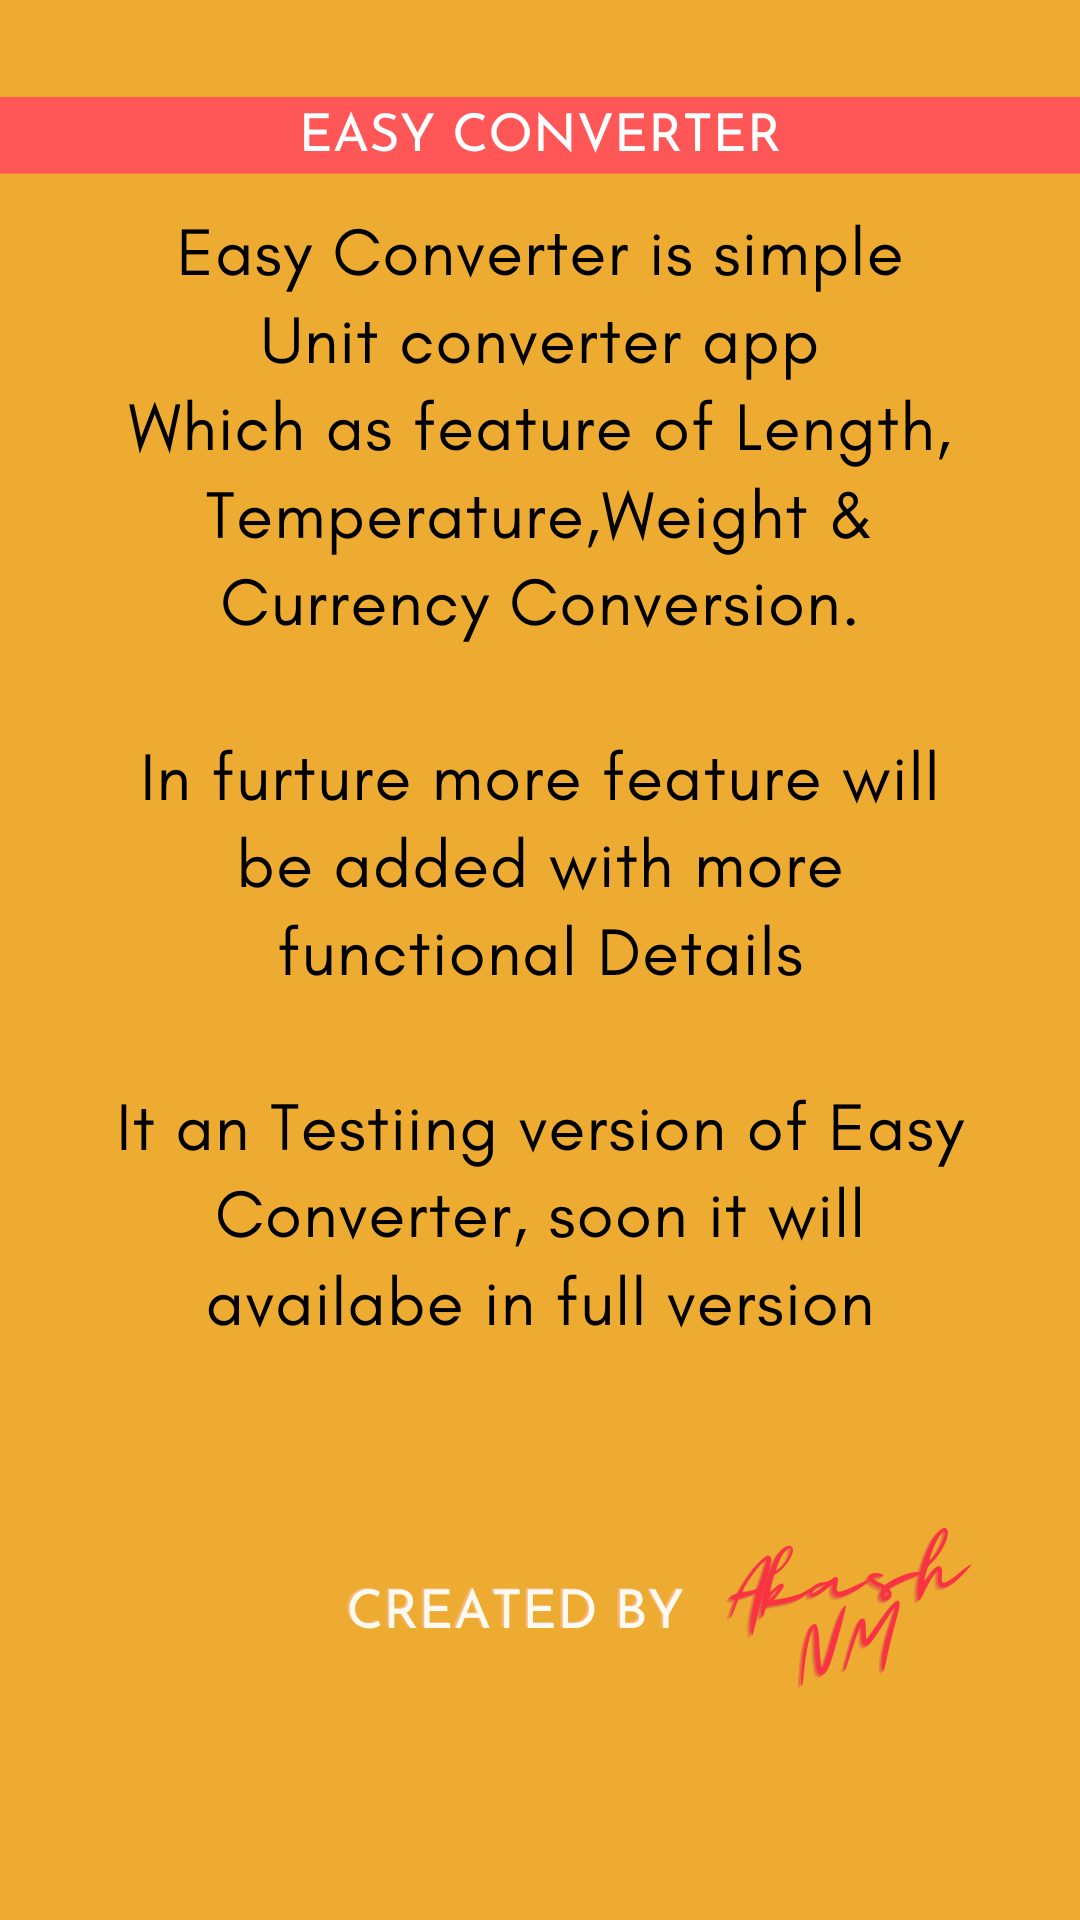 EASY CONVERTER
Easy Converter is simple
Unit converter app
Which as feature of Length,
Temperature,Weight &
Currency Conversion.
In furture more feature will
be added with more
functional Details
It an Testiing version of Easy
Converter, soon it will
availabe in full version
CREATED BY Akash
NM